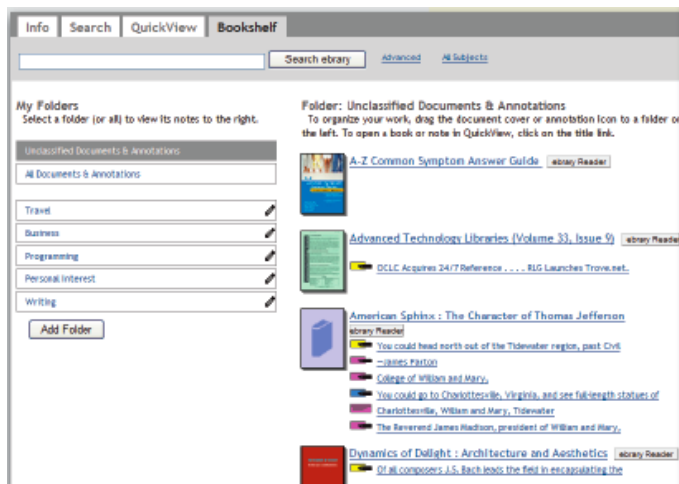 Info Search QuickView Bookshelf
Search ebrary Advanced All Subjects
My Folders
Select a folder (or all) to view its notes to the right.
Unclassified Documents & Annotations
All Documents & Annotations
Travel
Business
Programming
Personal Interest
Writing
Add Folder
Folder: Unclassified Documents & Annotations
To organize your work, drag the document cover or annotation icon to a folder on
the left. To open a book or note in QuickView, click on the title link.
A-Z Common Symptom Answer Guide ebrary Reader
Advanced Technology Libraries (Volume 33, Issue 9) ebrary Reader
OCLC Acquires 24/7 Reference . . . . RLG Launches Trove.net.
American Sphinx : The Character of Thomas Jefferson
ebrary Reader
You could head north out of the Tidewater region, past Civil
—James Parton
College of William and Mary,
You could go to Charlottesville, Virginia, and see full-length statues of
Charlottesville, William and Mary, Tidewater
The Reverend James Madison, president of William and Mary,
Dynamics of Delight : Architecture and Aesthetics ebrary Reader
Of all composers J.S. Bach leads the field in encapsulating the